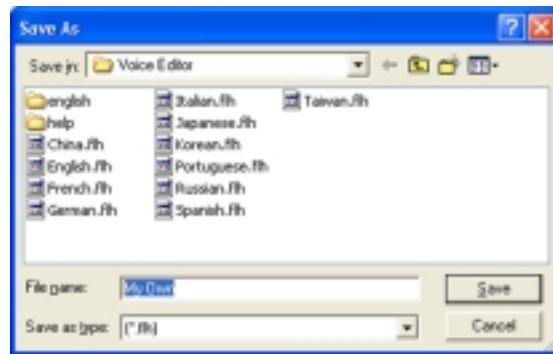 Save As
Save in: Voice Editor
english
help
China.flh
English.flh
French.flh
German.flh
Italian.flh
Japanese.flh
Korean.flh
Portuguese.flh
Russian.flh
Spanish.flh
Taiwan.flh
File name: My Own
Save
Save as type: (*.flh)
Cancel